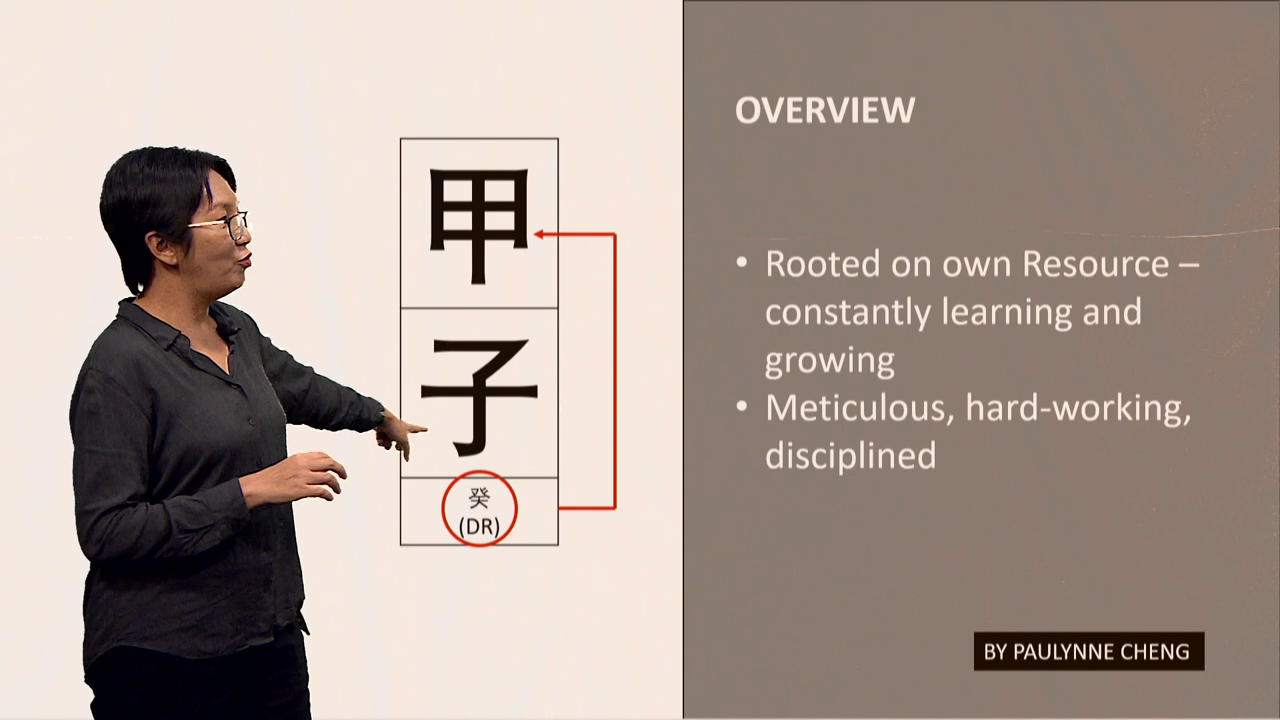 甲
子
癸
(DR)
OVERVIEW
• Rooted on own Resource –
constantly learning and
growing
• Meticulous, hard-working,
disciplined
BY PAULYNNE CHENG